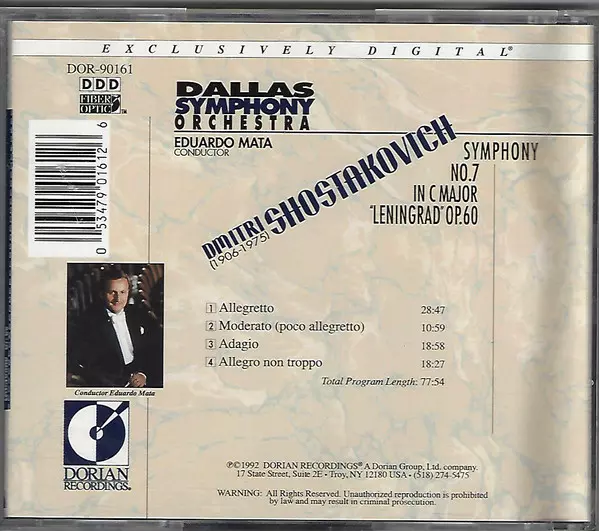 EXCLUSIVELY DIGITAL®
DOR-90161
DDD
FIBER OPTIC™
DALLAS
SYMPHONY
ORCHESTRA
EDUARDO MATA
CONDUCTOR
DMITRI SHOSTAKOVICH
(1906-1975)
SYMPHONY
NO.7
IN C MAJOR
"LENINGRAD" OP.60
0 53479 01612 6
1 Allegretto 28:47
2 Moderato (poco allegretto) 10:59
3 Adagio 18:58
4 Allegro non troppo 18:27
Total Program Length: 77:54
Conductor Eduardo Mata
DORIAN
RECORDINGS®
℗©1992 DORIAN RECORDINGS® A Dorian Group, Ltd. company.
17 State Street, Suite 2E • Troy, NY 12180 USA • (518) 274-5475
WARNING: All Rights Reserved. Unauthorized reproduction is prohibited
by law and may result in criminal prosecution.